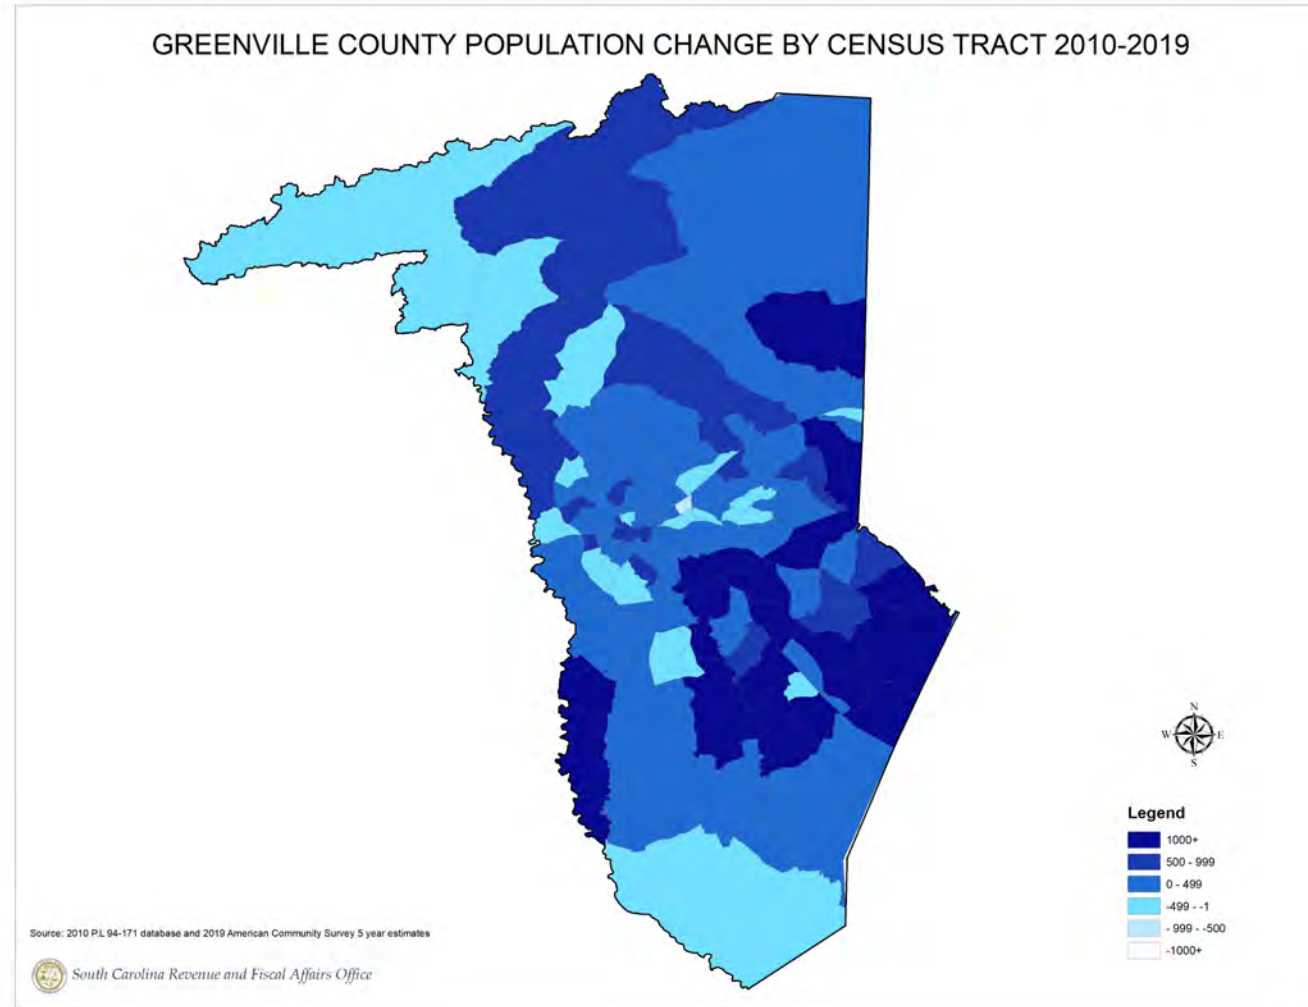 GREENVILLE COUNTY POPULATION CHANGE BY CENSUS TRACT 2010-2019
N
W E
S
Legend
1000+
500 - 999
0 - 499
-499 - -1
- 999 - -500
-1000+
Source: 2010 P.L 94-171 database and 2019 American Community Survey 5 year estimates
South Carolina Revenue and Fiscal Affairs Office